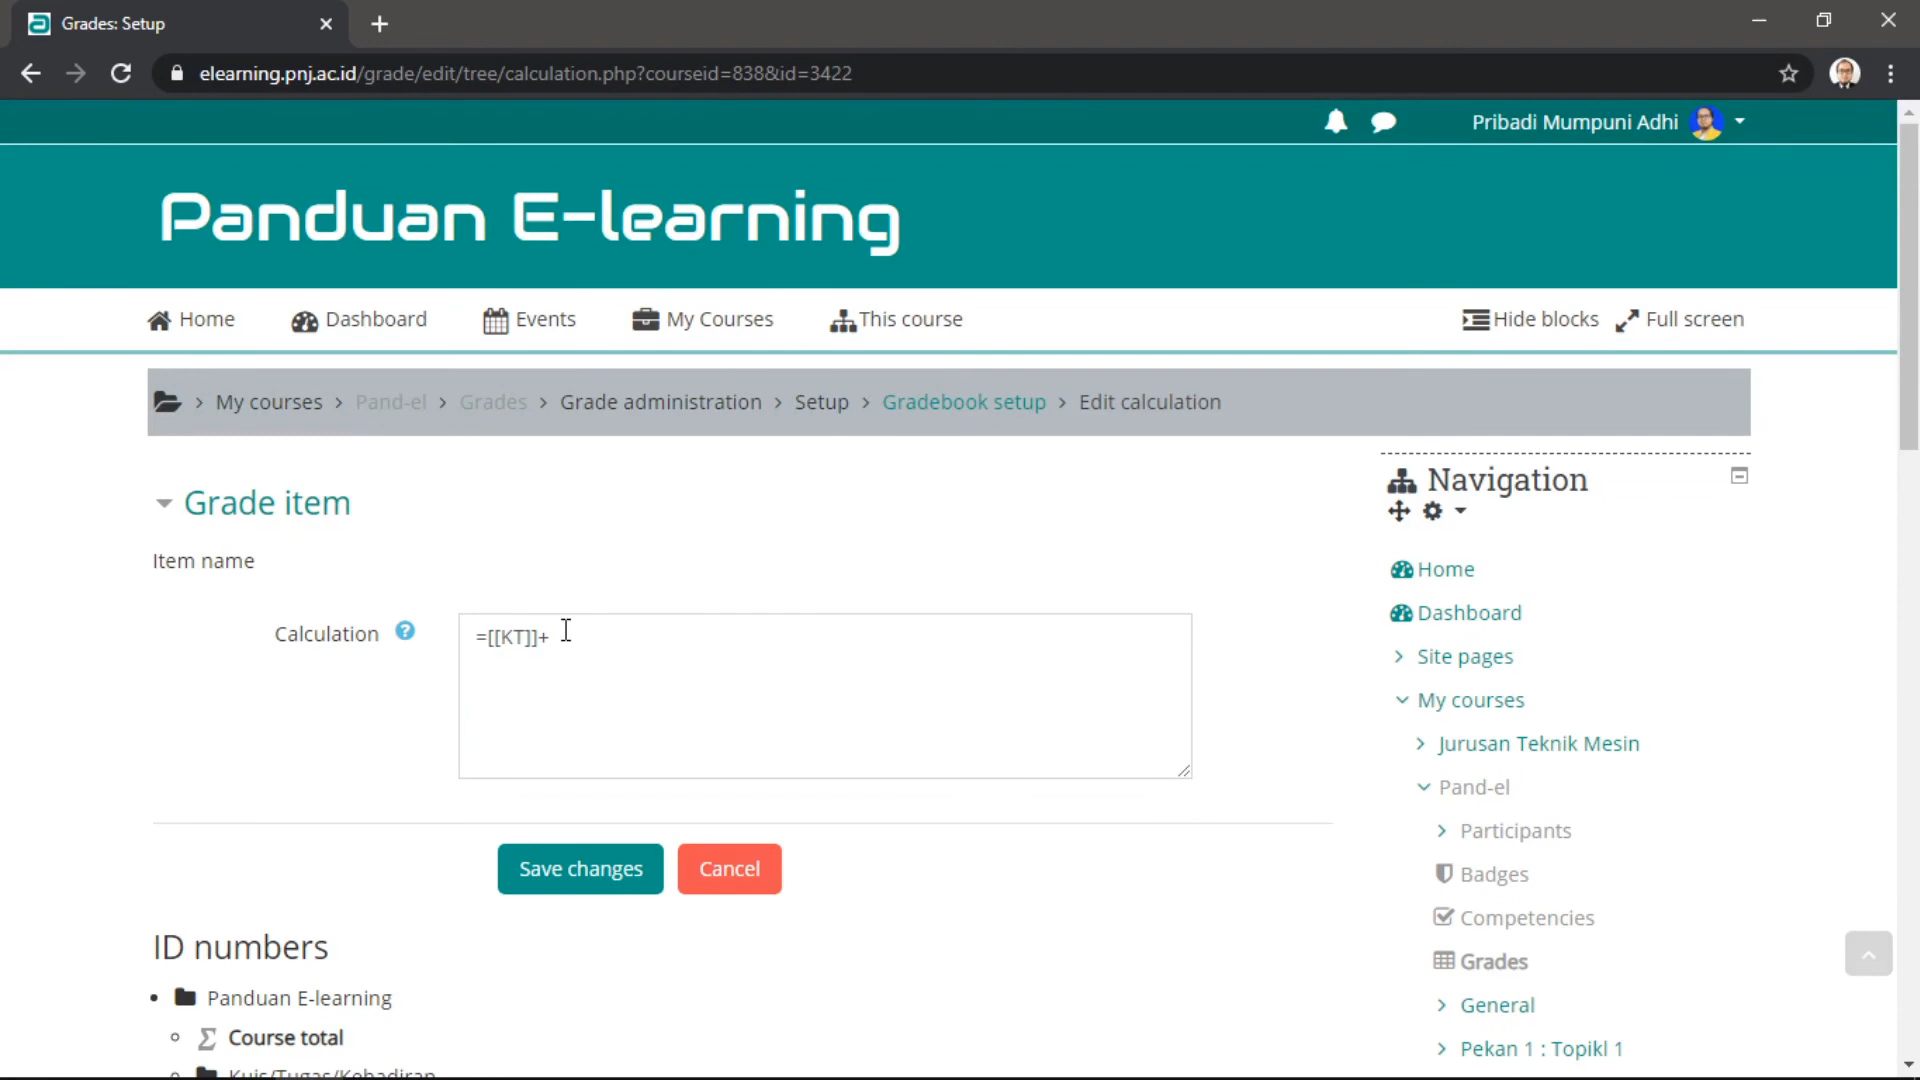 Grades: Setup
elearning.pnj.ac.id/grade/edit/tree/calculation.php?courseid=838&id=3422
Pribadi Mumpuni Adhi
Panduan E-learning
Home Dashboard Events My Courses This course Hide blocks Full screen
> My courses > Pand-el > Grades > Grade administration > Setup > Gradebook setup > Edit calculation
Grade item
Item name
Calculation ?
=[[KT]]+
Save changes Cancel
ID numbers
Panduan E-learning
Σ Course total
Kuis/Tugas/Kehadiran
Navigation
Home
Dashboard
Site pages
My courses
Jurusan Teknik Mesin
Pand-el
Participants
Badges
Competencies
Grades
General
Pekan 1 : Topikl 1